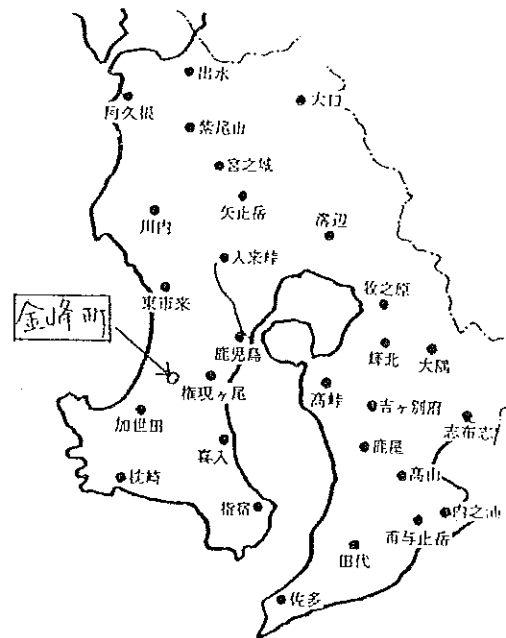 出水
阿久根
大口
紫尾山
宮之城
矢止岳
川内
溝辺
入来峠
東市来
牧之原
金峰町
鹿児島
輝北
大隅
権現ヶ尾
高峠
加世田
吉ヶ別府
志布志
喜入
鹿屋
枕崎
高山
指宿
内之浦
甫与止岳
田代
佐多